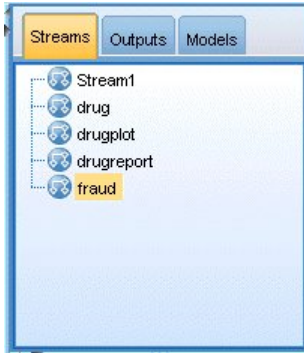 Streams Outputs Models
Stream1
drug
drugplot
drugreport
fraud